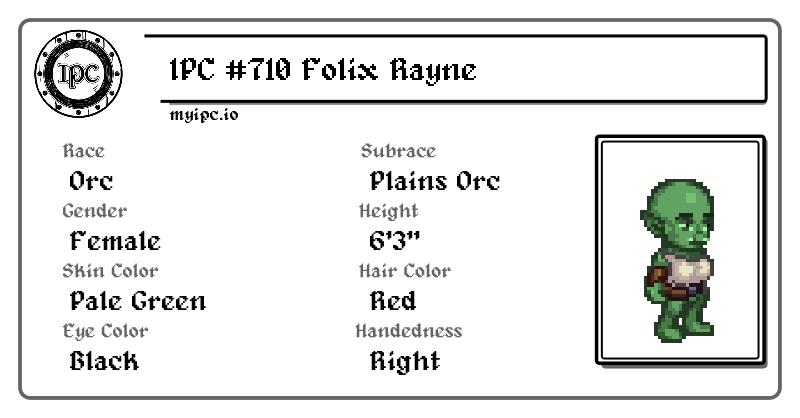 IPC
IPC #710 Folix Rayne
myipc.io
Race
Subrace
Orc
Plains Orc
Gender
Height
Female
6'3"
Skin Color
Hair Color
Pale Green
Red
Eye Color
Handedness
Black
Right